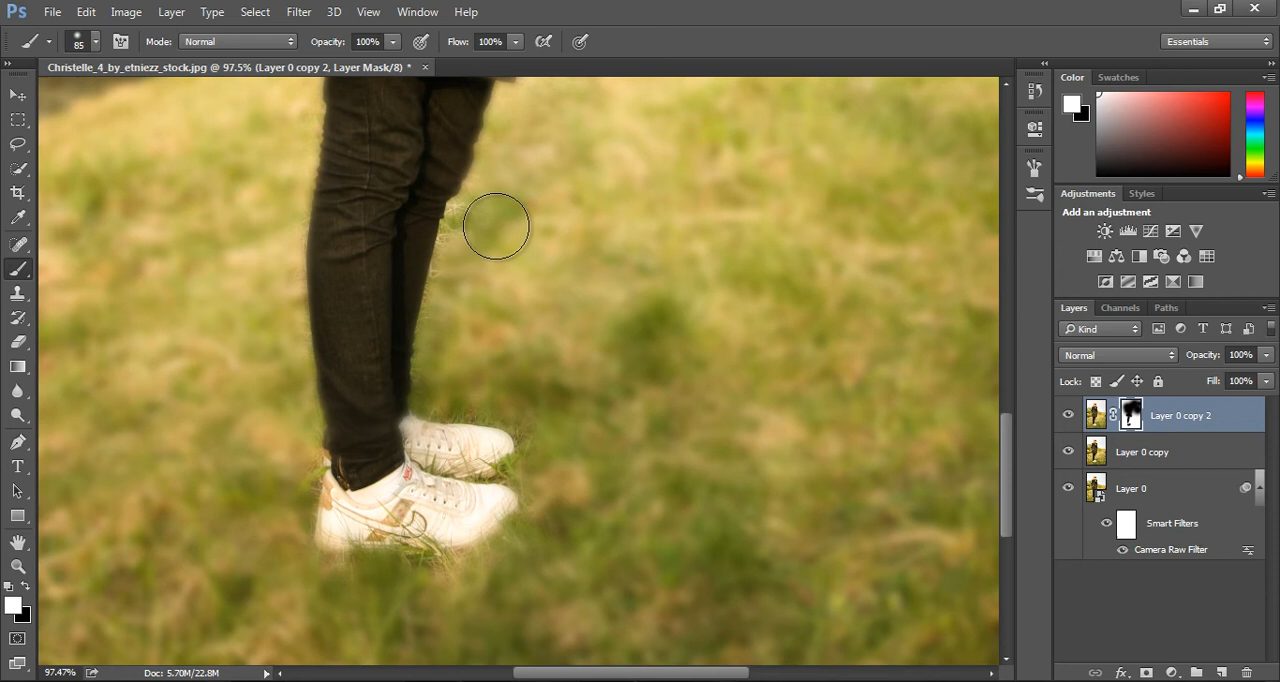 Ps File Edit Image Layer Type Select Filter 3D View Window Help
85 Mode: Normal Opacity: 100% Flow: 100% Essentials
Christelle_4_by_etniezz_stock.jpg @ 97.5% (Layer 0 copy 2, Layer Mask/8) * ×
Color Swatches
Adjustments Styles
Add an adjustment
Layers Channels Paths
Kind
Normal Opacity: 100%
Lock: Fill: 100%
Layer 0 copy 2
Layer 0 copy
Layer 0
Smart Filters
Camera Raw Filter
97.47% Doc: 5.70M/22.8M